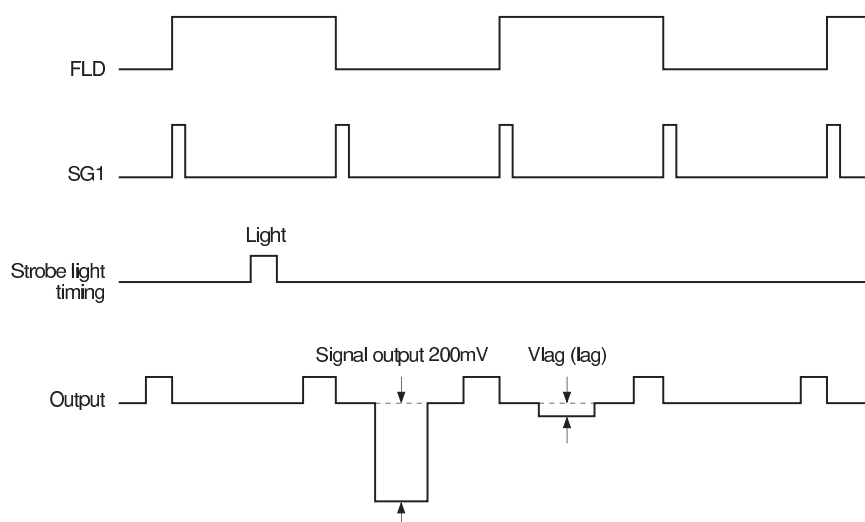 FLD
SG1
Light
Strobe light
timing
Signal output 200mV
Vlag (lag)
Output